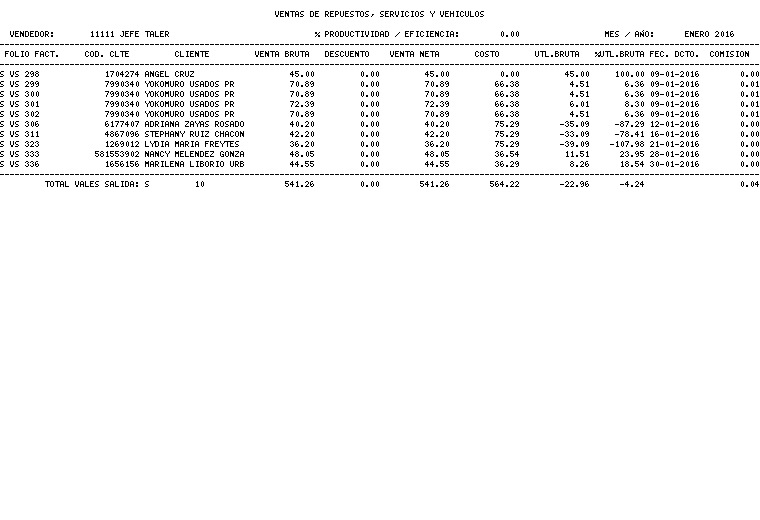 VENTAS DE REPUESTOS, SERVICIOS Y VEHICULOS
VENDEDOR: 11111 JEFE TALER % PRODUCTIVIDAD / EFICIENCIA: 0.00 MES / AÑO: ENERO 2016
FOLIO FACT. COD. CLTE CLIENTE VENTA BRUTA DESCUENTO VENTA NETA COSTO UTL.BRUTA %UTL.BRUTA FEC. DCTO. COMISION
S VS 298 1704274 ANGEL CRUZ 45.00 0.00 45.00 0.00 45.00 100.00 09-01-2016 0.00
S VS 299 7990340 YOKOMURO USADOS PR 70.89 0.00 70.89 66.38 4.51 6.36 09-01-2016 0.01
S VS 300 7990340 YOKOMURO USADOS PR 70.89 0.00 70.89 66.38 4.51 6.36 09-01-2016 0.01
S VS 301 7990340 YOKOMURO USADOS PR 72.39 0.00 72.39 66.38 6.01 8.30 09-01-2016 0.01
S VS 302 7990340 YOKOMURO USADOS PR 70.89 0.00 70.89 66.38 4.51 6.36 09-01-2016 0.01
S VS 306 6177407 ADRIANA ZAYAS ROSADO 40.20 0.00 40.20 75.29 -35.09 -87.29 12-01-2016 0.00
S VS 311 4867096 STEPHANY RUIZ CHACON 42.20 0.00 42.20 75.29 -33.09 -78.41 16-01-2016 0.00
S VS 323 1269012 LYDIA MARIA FREYTES 36.20 0.00 36.20 75.29 -39.09 -107.98 21-01-2016 0.00
S VS 333 581553902 NANCY MELENDEZ GONZA 48.05 0.00 48.05 36.54 11.51 23.95 28-01-2016 0.00
S VS 336 1656156 MARILENA LIBORIO URB 44.55 0.00 44.55 36.29 8.26 18.54 30-01-2016 0.00
TOTAL VALES SALIDA: S 10 541.26 0.00 541.26 564.22 -22.96 -4.24 0.04